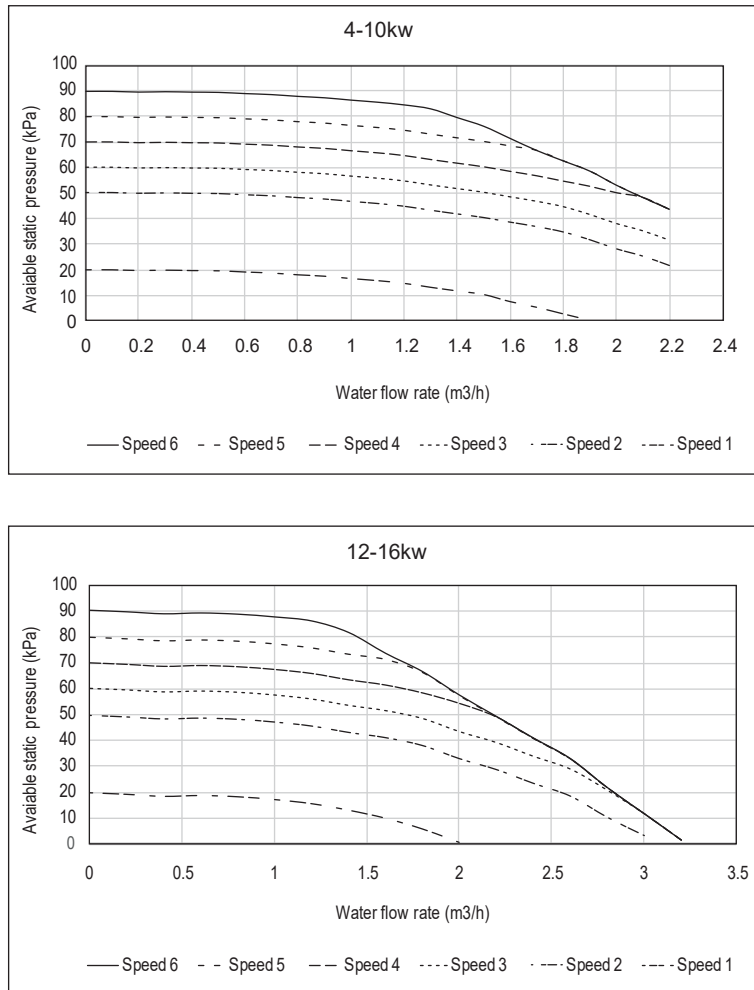 4-10kw
Avaiable static pressure (kPa)
100
90
80
70
60
50
40
30
20
10
0
0 0.2 0.4 0.6 0.8 1 1.2 1.4 1.6 1.8 2 2.2 2.4
Water flow rate (m3/h)
Speed 6 Speed 5 Speed 4 Speed 3 Speed 2 Speed 1
12-16kw
Avaiable static pressure (kPa)
100
90
80
70
60
50
40
30
20
10
0
0 0.5 1 1.5 2 2.5 3 3.5
Water flow rate (m3/h)
Speed 6 Speed 5 Speed 4 Speed 3 Speed 2 Speed 1